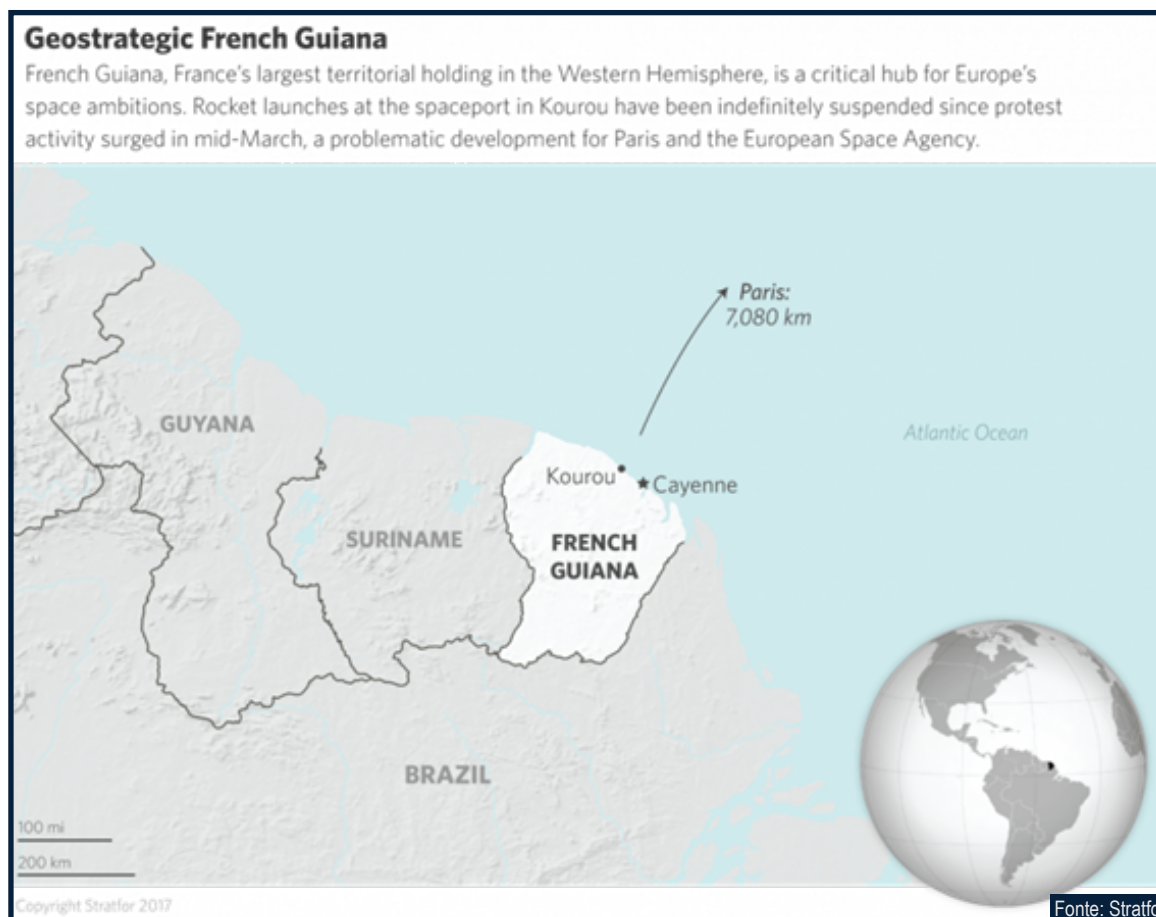 Geostrategic French Guiana
French Guiana, France's largest territorial holding in the Western Hemisphere, is a critical hub for Europe's
space ambitions. Rocket launches at the spaceport in Kourou have been indefinitely suspended since protest
activity surged in mid-March, a problematic development for Paris and the European Space Agency.
Paris:
7,080 km
GUYANA
Atlantic Ocean
Kourou
Cayenne
SURINAME
FRENCH
GUIANA
BRAZIL
100 mi
200 km
Copyright Stratfor 2017
Fonte: Stratfo